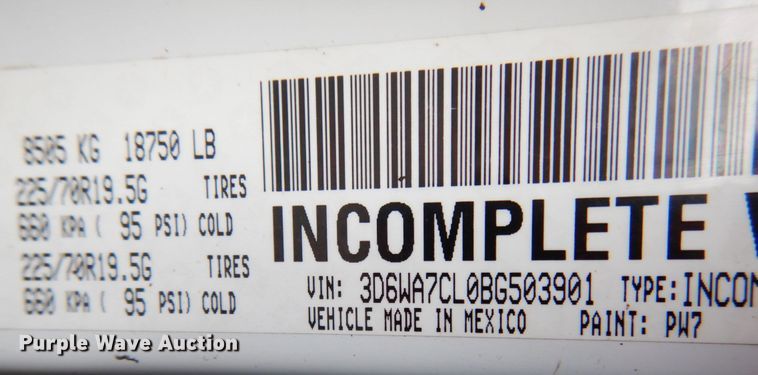 8505 KG 18750 LB
225/70R19.5G TIRES
660 KPA ( 95 PSI) COLD
225/70R19.5G TIRES
660 KPA ( 95 PSI) COLD
INCOMPLETE
VIN: 3D6WA7CL0BG503901 TYPE:INCOM
VEHICLE MADE IN MEXICO PAINT: PW7
Purple Wave Auction